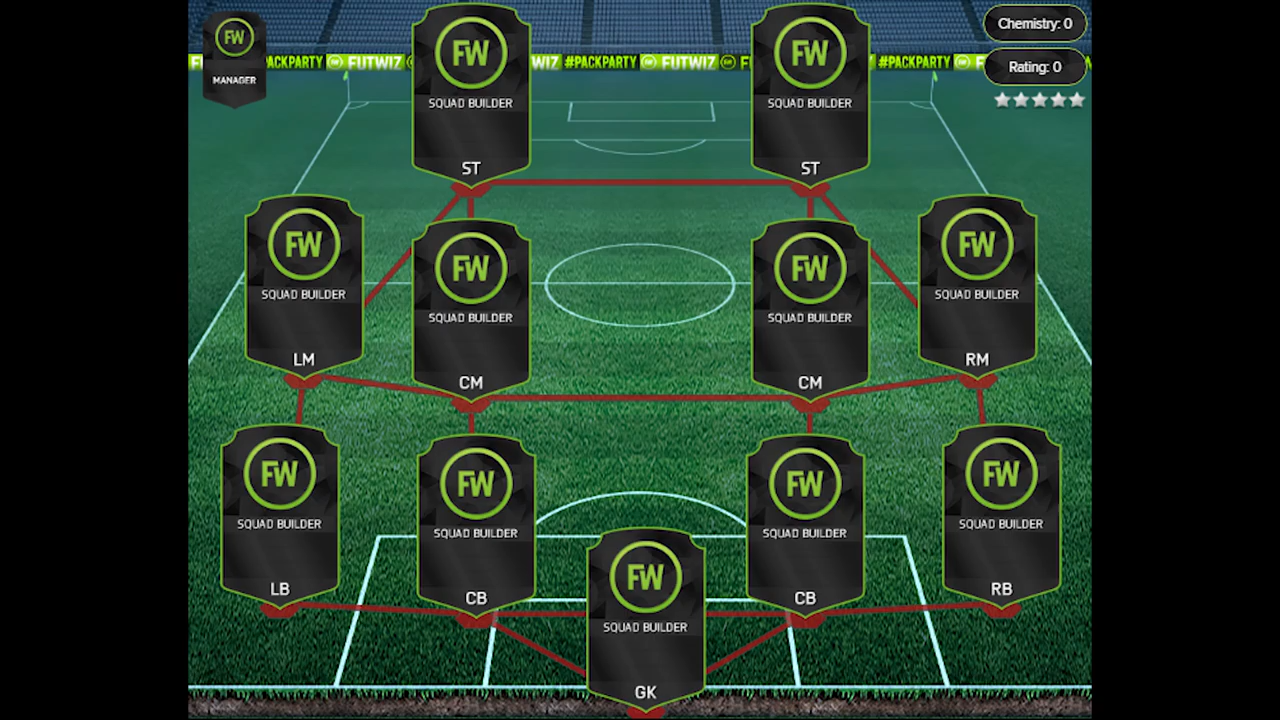 FW
MANAGER
PACKPARTY FUTWIZ
WIZ #PACKPARTY FUTWIZ
#PACKPARTY
Chemistry: 0
Rating: 0
FW
SQUAD BUILDER
ST
FW
SQUAD BUILDER
ST
FW
SQUAD BUILDER
LM
FW
SQUAD BUILDER
CM
FW
SQUAD BUILDER
CM
FW
SQUAD BUILDER
RM
FW
SQUAD BUILDER
LB
FW
SQUAD BUILDER
CB
FW
SQUAD BUILDER
CB
FW
SQUAD BUILDER
RB
FW
SQUAD BUILDER
GK